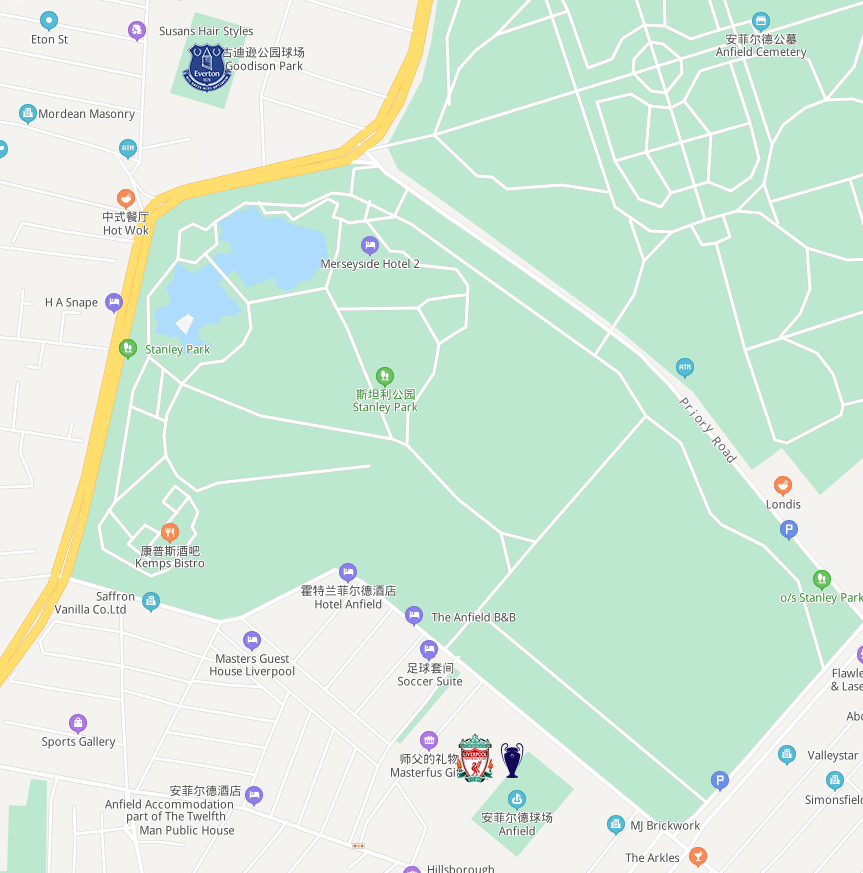 Susans Hair Styles
Eton St
古迪逊公园球场
Goodison Park
Everton
安菲尔德公墓
Anfield Cemetery
Mordean Masonry
ATM
中式餐厅
Hot Wok
Merseyside Hotel 2
H A Snape
Stanley Park
ATM
斯坦利公园
Stanley Park
Priory Road
Londis
P
康普斯酒吧
Kemps Bistro
霍特兰菲尔德酒店
Hotel Anfield
o/s Stanley Park
Saffron
Vanilla Co.Ltd
The Anfield B&B
Masters Guest
House Liverpool
足球套间
Soccer Suite
Flawle
& Lase
Sports Gallery
Abo
师父的礼物
Masterfus Gi
LIVERPOOL
Valleystar
P
安菲尔德酒店
Anfield Accommodation
part of The Twelfth
Man Public House
Simonsfield
安菲尔德球场
Anfield
MJ Brickwork
The Arkles
Hillsborough